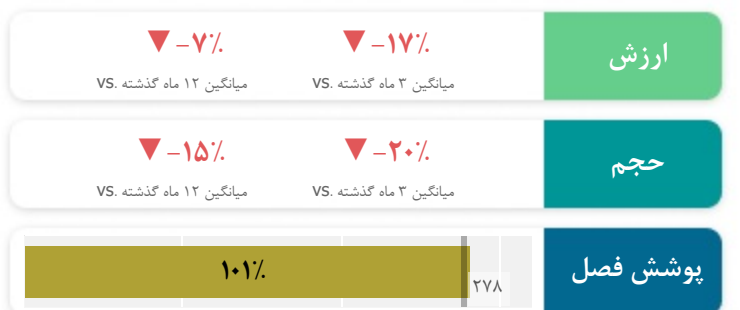 ارزش
-۱۷٪ ▼
VS. میانگین ۳ ماه گذشته
-۷٪ ▼
VS. میانگین ۱۲ ماه گذشته
حجم
-۲۰٪ ▼
VS. میانگین ۳ ماه گذشته
-۱۵٪ ▼
VS. میانگین ۱۲ ماه گذشته
پوشش فصل
۱۰۱٪
۲۷۸